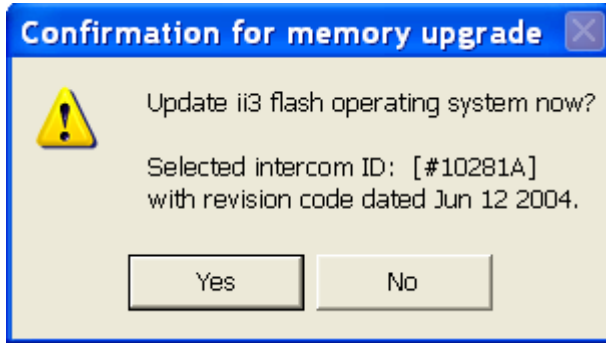 Confirmation for memory upgrade
Update ii3 flash operating system now?
Selected intercom ID: [#10281A]
with revision code dated Jun 12 2004.
Yes
No